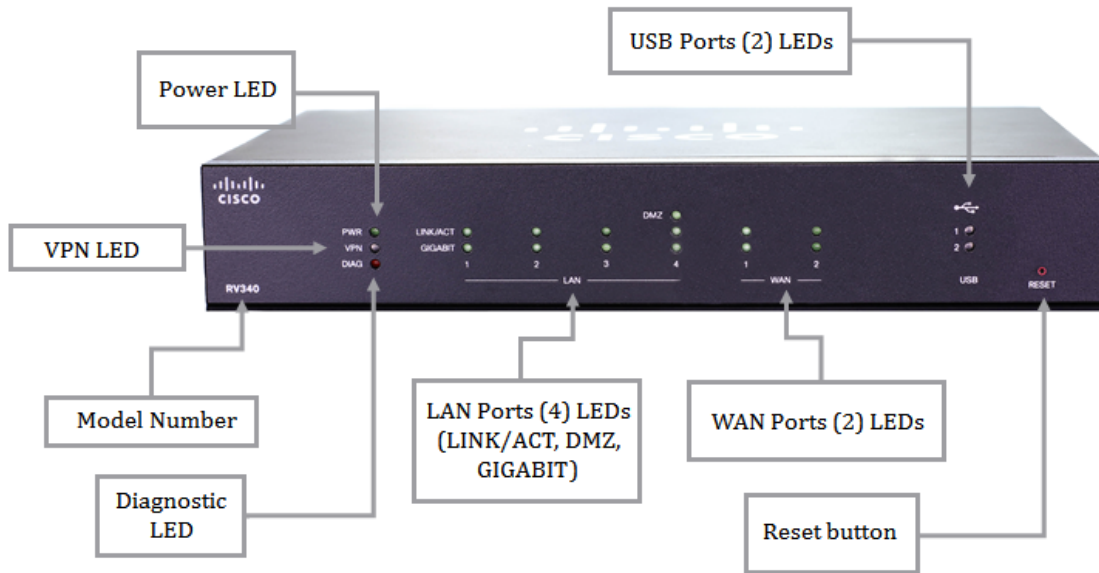 USB Ports (2) LEDs
Power LED
CISCO
CISCO
DMZ
PWR LINK/ACT
VPN GIGABIT
DIAG 1 2 3 4 1 2
LAN WAN
1
2
USB
RESET
RV340
VPN LED
Model Number
LAN Ports (4) LEDs
(LINK/ACT, DMZ,
GIGABIT)
WAN Ports (2) LEDs
Diagnostic
LED
Reset button